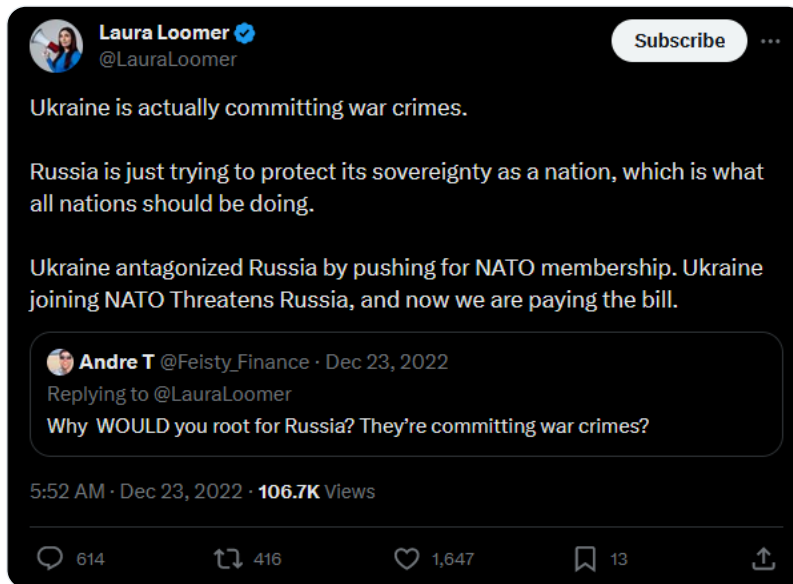 Laura Loomer
Subscribe
@LauraLoomer
Ukraine is actually committing war crimes.
Russia is just trying to protect its sovereignty as a nation, which is what
all nations should be doing.
Ukraine antagonized Russia by pushing for NATO membership. Ukraine
joining NATO Threatens Russia, and now we are paying the bill.
Andre T @Feisty_Finance · Dec 23, 2022
Replying to @LauraLoomer
Why WOULD you root for Russia? They're committing war crimes?
5:52 AM · Dec 23, 2022 · 106.7K Views
614 416 1,647 13